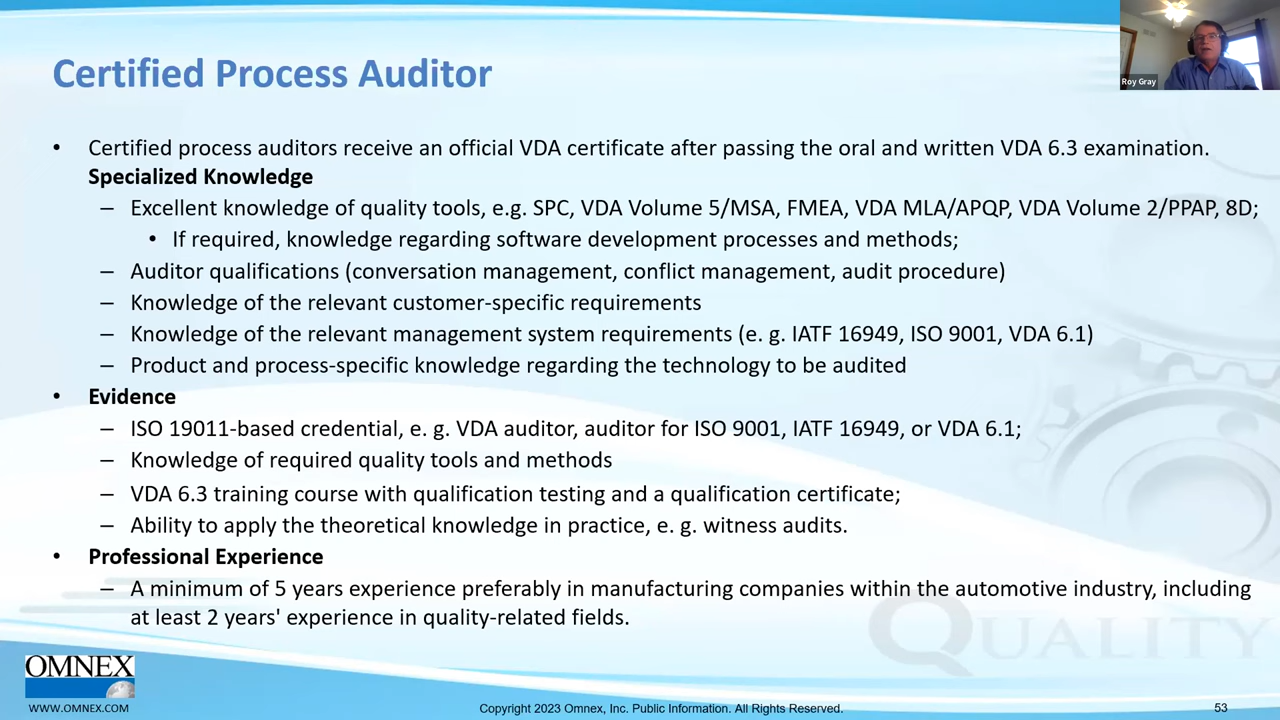 Certified Process Auditor
Roy Gray
• Certified process auditors receive an official VDA certificate after passing the oral and written VDA 6.3 examination.
Specialized Knowledge
– Excellent knowledge of quality tools, e.g. SPC, VDA Volume 5/MSA, FMEA, VDA MLA/APQP, VDA Volume 2/PPAP, 8D;
• If required, knowledge regarding software development processes and methods;
– Auditor qualifications (conversation management, conflict management, audit procedure)
– Knowledge of the relevant customer-specific requirements
– Knowledge of the relevant management system requirements (e. g. IATF 16949, ISO 9001, VDA 6.1)
– Product and process-specific knowledge regarding the technology to be audited
• Evidence
– ISO 19011-based credential, e. g. VDA auditor, auditor for ISO 9001, IATF 16949, or VDA 6.1;
– Knowledge of required quality tools and methods
– VDA 6.3 training course with qualification testing and a qualification certificate;
– Ability to apply the theoretical knowledge in practice, e. g. witness audits.
• Professional Experience
– A minimum of 5 years experience preferably in manufacturing companies within the automotive industry, including
at least 2 years' experience in quality-related fields.
QUALITY
OMNEX
WWW.OMNEX.COM
Copyright 2023 Omnex, Inc. Public Information. All Rights Reserved.
53